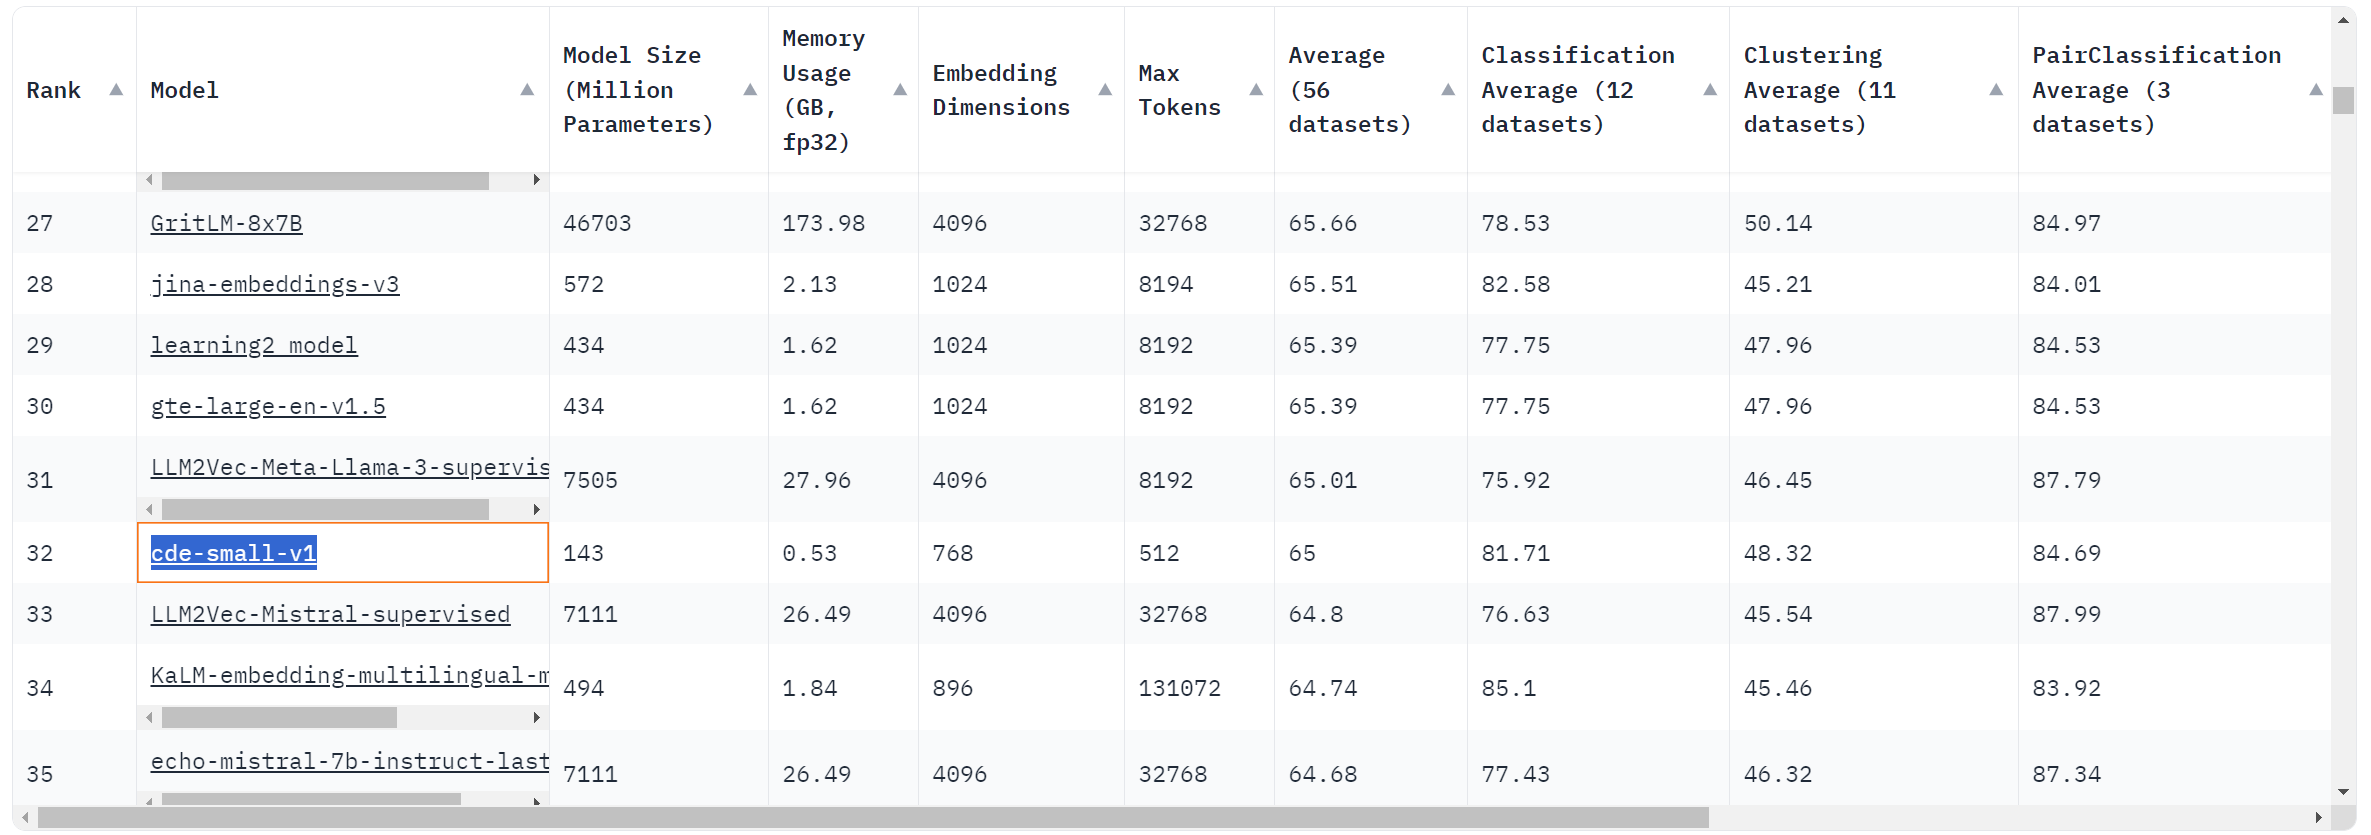 Rank Model Model Size (Million Parameters) Memory Usage (GB, fp32) Embedding Dimensions Max Tokens Average (56 datasets) Classification Average (12 datasets) Clustering Average (11 datasets) PairClassification Average (3 datasets)
27 GritLM-8x7B 46703 173.98 4096 32768 65.66 78.53 50.14 84.97
28 jina-embeddings-v3 572 2.13 1024 8194 65.51 82.58 45.21 84.01
29 learning2_model 434 1.62 1024 8192 65.39 77.75 47.96 84.53
30 gte-large-en-v1.5 434 1.62 1024 8192 65.39 77.75 47.96 84.53
31 LLM2Vec-Meta-Llama-3-supervis 7505 27.96 4096 8192 65.01 75.92 46.45 87.79
32 cde-small-v1 143 0.53 768 512 65 81.71 48.32 84.69
33 LLM2Vec-Mistral-supervised 7111 26.49 4096 32768 64.8 76.63 45.54 87.99
34 KaLM-embedding-multilingual-m 494 1.84 896 131072 64.74 85.1 45.46 83.92
35 echo-mistral-7b-instruct-last 7111 26.49 4096 32768 64.68 77.43 46.32 87.34